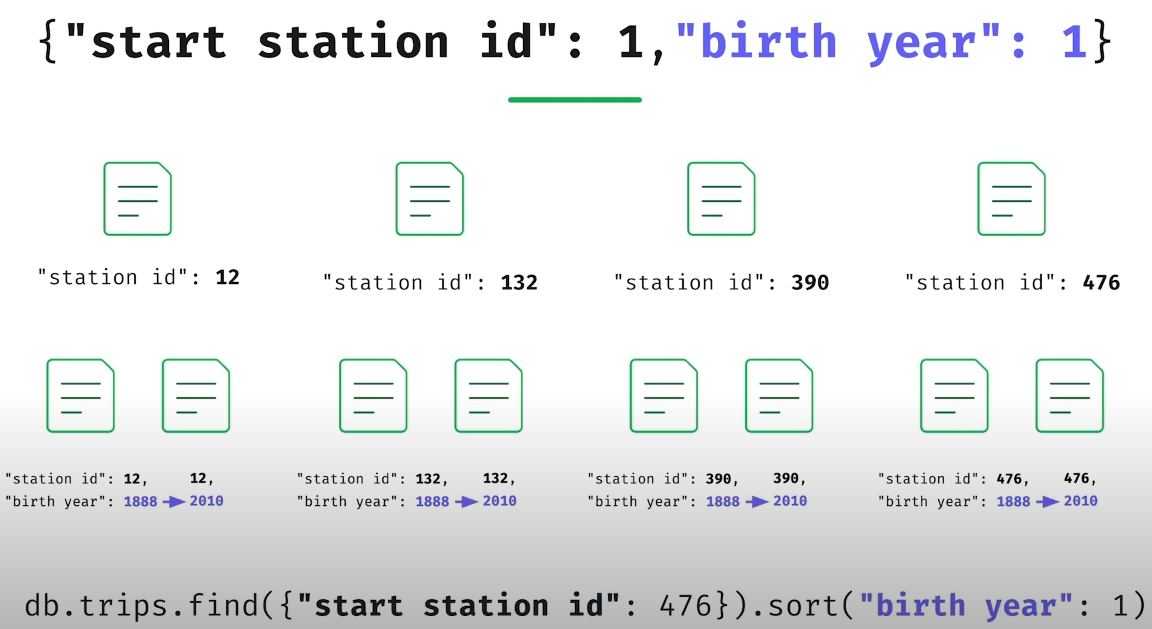 {"start station id": 1,"birth year": 1}
"station id": 12
"station id": 132
"station id": 390
"station id": 476
"station id": 12, 12,
"birth year": 1888 2010
"station id": 132, 132,
"birth year": 1888 2010
"station id": 390, 390,
"birth year": 1888 2010
"station id": 476, 476,
"birth year": 1888 2010
db.trips.find({"start station id": 476}).sort("birth year": 1)